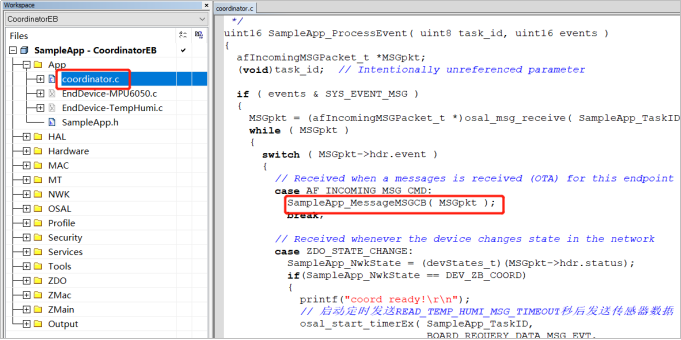 Workspace
CoordinatorEB
Files
SampleApp - CoordinatorEB
App
coordinator.c
EndDevice-MPU6050.c
EndDevice-TempHumi.c
SampleApp.h
HAL
Hardware
MAC
MT
NWK
OSAL
Profile
Security
Services
Tools
ZDO
ZMac
ZMain
Output
coordinator.c
*/
uint16 SampleApp_ProcessEvent( uint8 task_id, uint16 events )
{
afIncomingMSGPacket_t *MSGpkt;
(void)task_id;  // Intentionally unreferenced parameter
if ( events & SYS_EVENT_MSG )
{
MSGpkt = (afIncomingMSGPacket_t *)osal_msg_receive( SampleApp_TaskID
while ( MSGpkt )
{
switch ( MSGpkt->hdr.event )
{
// Received when a messages is received (OTA) for this endpoint
case AF_INCOMING_MSG_CMD:
SampleApp_MessageMSGCB( MSGpkt );
break;
// Received whenever the device changes state in the network
case ZDO_STATE_CHANGE:
SampleApp_NwkState = (devStates_t)(MSGpkt->hdr.status);
if(SampleApp_NwkState == DEV_ZB_COORD)
{
printf("coord ready!\r\n");
// 启动定时发送READ_TEMP_HUMI_MSG_TIMEOUT秒后发送传感器数据
osal_start_timerEx( SampleApp_TaskID,
BOARD_REQUERY_DATA_MSG_EVT,